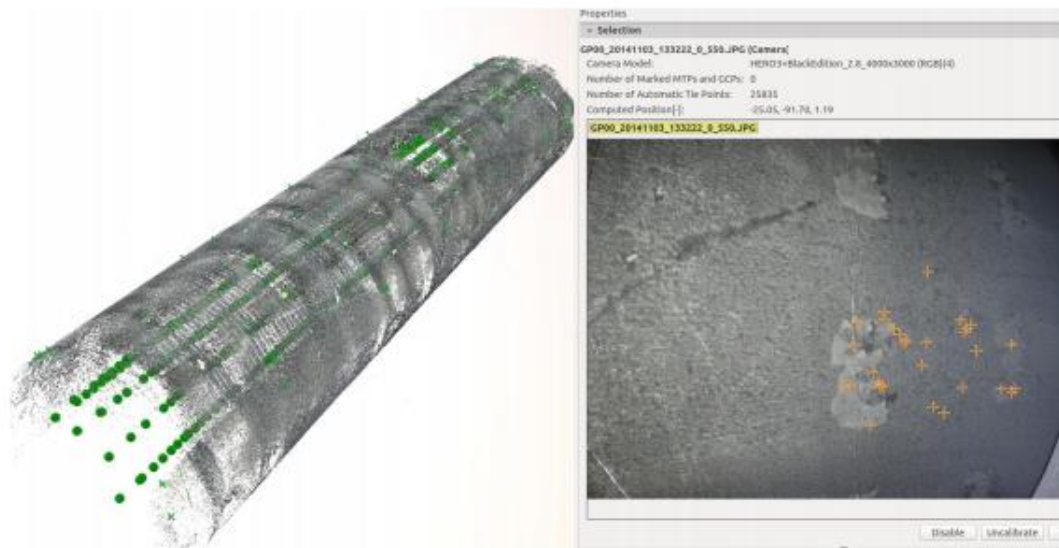 Properties
Selection
GP00_20141103_133222_0_550.JPG (Camera(
Camera Model: HERO3+BlackEdition_2.8_4000x3000 (RGB)(4)
Number of Marked MTPs and GCPs: 0
Number of Automatic Tie Points: 25835
Computed Position[-]: -25.05, -91.70, 1.19
GP00_20141103_133222_0_550.JPG
Disable Uncalibrate